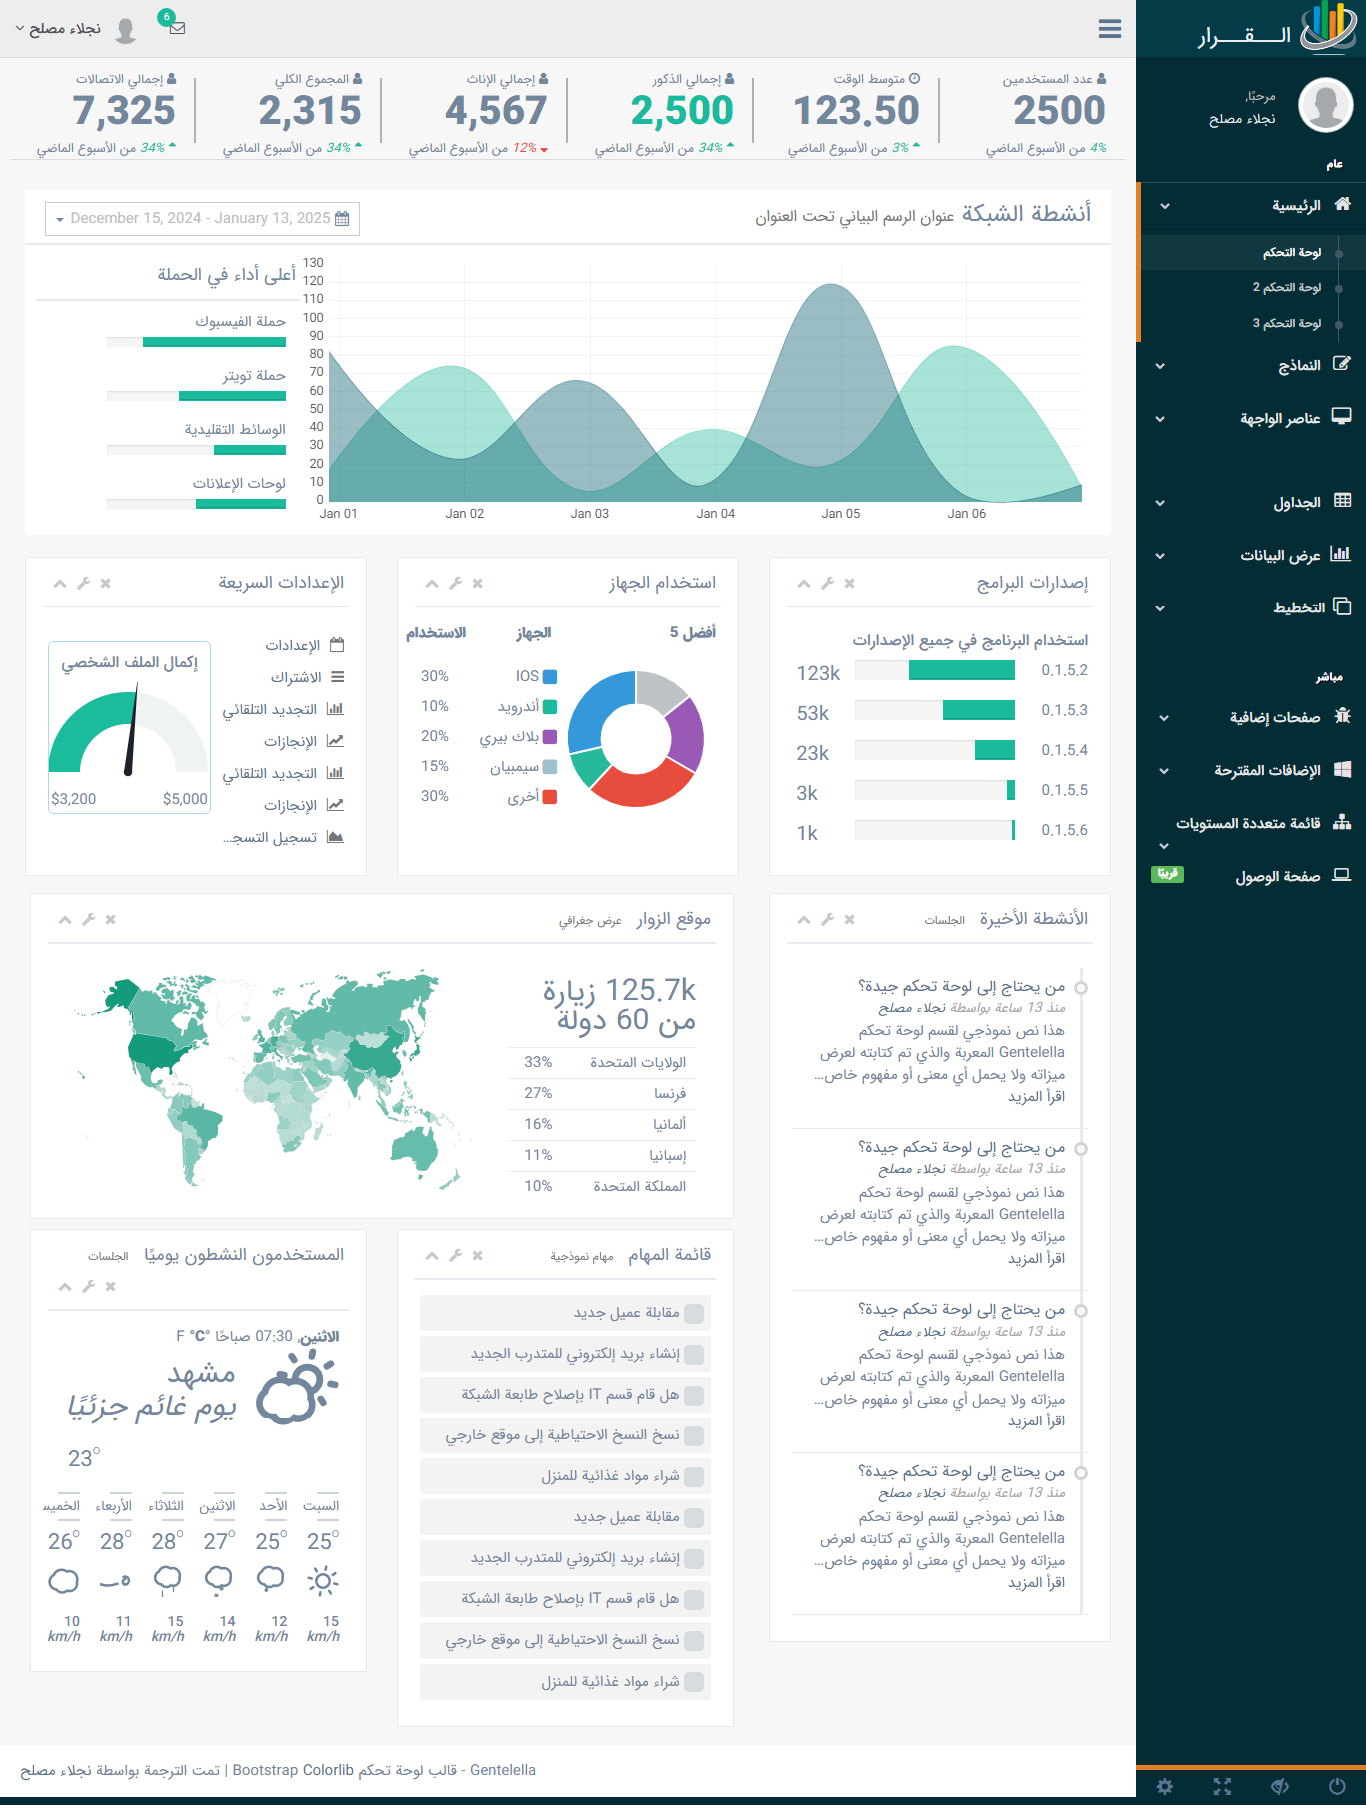 الـــقـــرار
مرحبًا,
نجلاء مصلح
عام
الرئيسية
لوحة التحكم
لوحة التحكم 2
لوحة التحكم 3
النماذج
عناصر الواجهة
الجداول
عرض البيانات
التخطيط
مباشر
صفحات إضافية
الإضافات المقترحة
قائمة متعددة المستويات
صفحة الوصول
قريبًا
6
نجلاء مصلح
عدد المستخدمين
2500
4% من الأسبوع الماضي
متوسط الوقت
123.50
3% من الأسبوع الماضي
إجمالي الذكور
2,500
34% من الأسبوع الماضي
إجمالي الإناث
4,567
12% من الأسبوع الماضي
المجموع الكلي
2,315
34% من الأسبوع الماضي
إجمالي الاتصالات
7,325
34% من الأسبوع الماضي
أنشطة الشبكة عنوان الرسم البياني تحت العنوان
December 15, 2024 - January 13, 2025
130
120
110
100
90
80
70
60
50
40
30
20
10
0
Jan 01 Jan 02 Jan 03 Jan 04 Jan 05 Jan 06
أعلى أداء في الحملة
حملة الفيسبوك
حملة تويتر
الوسائط التقليدية
لوحات الإعلانات
إصدارات البرامج
استخدام البرنامج في جميع الإصدارات
0.1.5.2 123k
0.1.5.3 53k
0.1.5.4 23k
0.1.5.5 3k
0.1.5.6 1k
استخدام الجهاز
أفضل 5 الجهاز الاستخدام
IOS 30%
أندرويد 10%
بلاك بيري 20%
سيمبيان 15%
أخرى 30%
الإعدادات السريعة
الإعدادات
الاشتراك
التجديد التلقائي
الإنجازات
التجديد التلقائي
الإنجازات
تسجيل التسج...
إكمال الملف الشخصي
$3,200 $5,000
الأنشطة الأخيرة الجلسات
من يحتاج إلى لوحة تحكم جيدة؟
منذ 13 ساعة بواسطة نجلاء مصلح
هذا نص نموذجي لقسم لوحة تحكم
Gentelella المعربة والذي تم كتابته لعرض
ميزاته ولا يحمل أي معنى أو مفهوم خاص...
اقرأ المزيد
من يحتاج إلى لوحة تحكم جيدة؟
منذ 13 ساعة بواسطة نجلاء مصلح
هذا نص نموذجي لقسم لوحة تحكم
Gentelella المعربة والذي تم كتابته لعرض
ميزاته ولا يحمل أي معنى أو مفهوم خاص...
اقرأ المزيد
من يحتاج إلى لوحة تحكم جيدة؟
منذ 13 ساعة بواسطة نجلاء مصلح
هذا نص نموذجي لقسم لوحة تحكم
Gentelella المعربة والذي تم كتابته لعرض
ميزاته ولا يحمل أي معنى أو مفهوم خاص...
اقرأ المزيد
من يحتاج إلى لوحة تحكم جيدة؟
منذ 13 ساعة بواسطة نجلاء مصلح
هذا نص نموذجي لقسم لوحة تحكم
Gentelella المعربة والذي تم كتابته لعرض
ميزاته ولا يحمل أي معنى أو مفهوم خاص...
اقرأ المزيد
موقع الزوار عرض جغرافي
125.7k زيارة
من 60 دولة
الولايات المتحدة 33%
فرنسا 27%
ألمانيا 16%
إسبانيا 11%
المملكة المتحدة 10%
قائمة المهام مهام نموذجية
مقابلة عميل جديد
إنشاء بريد إلكتروني للمتدرب الجديد
هل قام قسم IT بإصلاح طابعة الشبكة
نسخ النسخ الاحتياطية إلى موقع خارجي
شراء مواد غذائية للمنزل
مقابلة عميل جديد
إنشاء بريد إلكتروني للمتدرب الجديد
هل قام قسم IT بإصلاح طابعة الشبكة
نسخ النسخ الاحتياطية إلى موقع خارجي
شراء مواد غذائية للمنزل
المستخدمون النشطون يوميًا الجلسات
الاثنين, 07:30 صباحًا F °C°
مشهد
يوم غائم جزئيًا
23°
السبت الأحد الاثنين الثلاثاء الأربعاء الخميس
25° 25° 27° 28° 28° 26°
15 12 14 15 11 10
km/h km/h km/h km/h km/h km/h
Gentelella - قالب لوحة تحكم Bootstrap Colorlib | تمت الترجمة بواسطة نجلاء مصلح